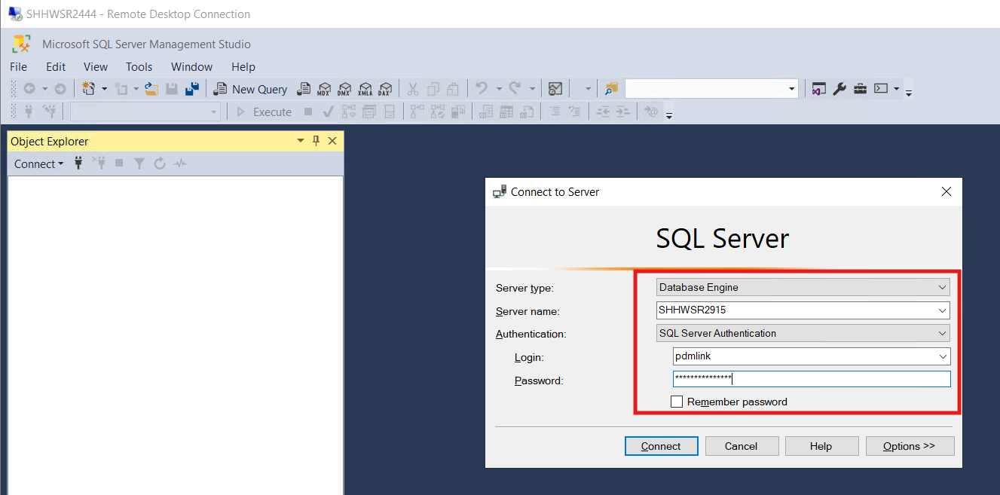 SHHWSR2444 - Remote Desktop Connection
Microsoft SQL Server Management Studio
File Edit View Tools Window Help
New Query MDX DMX XMLA DAX
Execute
Object Explorer
Connect
Connect to Server
SQL Server
Server type: Database Engine
Server name: SHHWSR2915
Authentication: SQL Server Authentication
Login: pdmlink
Password: ***************
Remember password
Connect Cancel Help Options >>